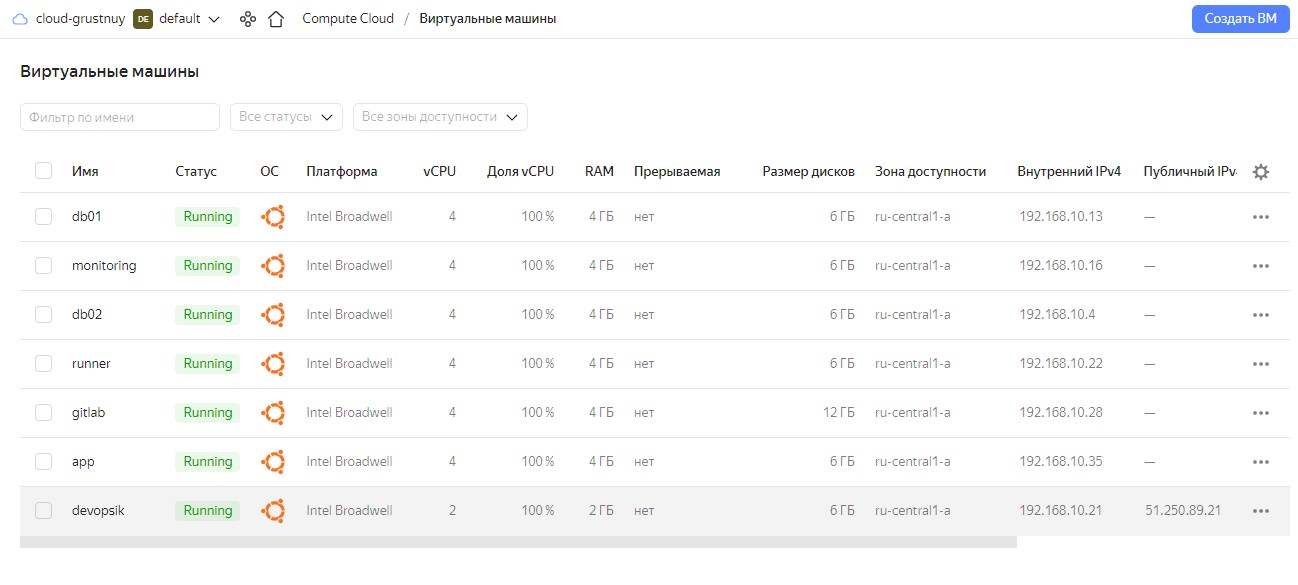 cloud-grustnuy DE default Compute Cloud / Виртуальные машины Создать ВМ
Виртуальные машины
Фильтр по имени Все статусы Все зоны доступности
Имя Статус ОС Платформа vCPU Доля vCPU RAM Прерываемая Размер дисков Зона доступности Внутренний IPv4 Публичный IPv
db01 Running Intel Broadwell 4 100 % 4 ГБ нет 6 ГБ ru-central1-a 192.168.10.13 —
monitoring Running Intel Broadwell 4 100 % 4 ГБ нет 6 ГБ ru-central1-a 192.168.10.16 —
db02 Running Intel Broadwell 4 100 % 4 ГБ нет 6 ГБ ru-central1-a 192.168.10.4 —
runner Running Intel Broadwell 4 100 % 4 ГБ нет 6 ГБ ru-central1-a 192.168.10.22 —
gitlab Running Intel Broadwell 4 100 % 4 ГБ нет 12 ГБ ru-central1-a 192.168.10.28 —
app Running Intel Broadwell 4 100 % 4 ГБ нет 6 ГБ ru-central1-a 192.168.10.35 —
devopsik Running Intel Broadwell 2 100 % 2 ГБ нет 6 ГБ ru-central1-a 192.168.10.21 51.250.89.21